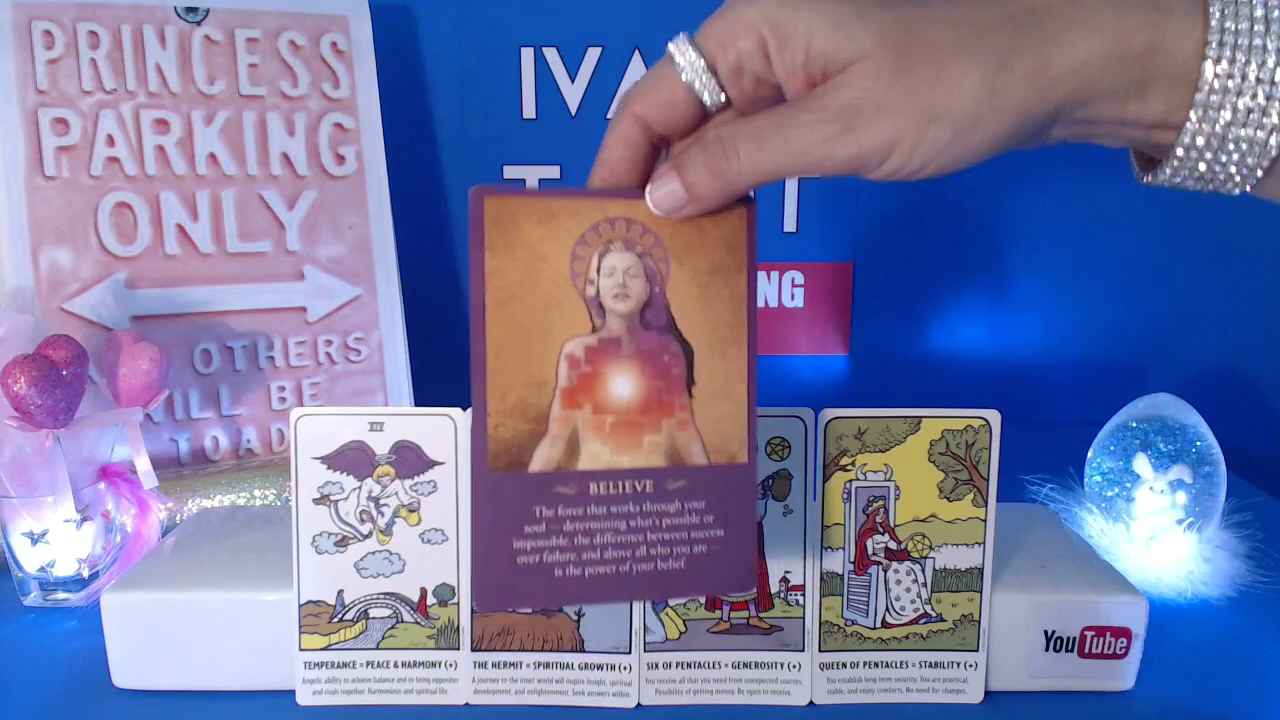 PRINCESS
PARKING
ONLY
OTHERS
WILL BE
TOAD
IVA
T T
NG
BELIEVE
The force that works through your
soul — determining what's possible or
impossible, the difference between success
over failure, and above all who you are —
is the power of your belief.
XIV
TEMPERANCE = PEACE & HARMONY (+)
Angelic ability to achieve balance and to bring opposites
and rivals together. Harmonious and spiritual life.
THE HERMIT = SPIRITUAL GROWTH (+)
A journey to the inner world will inspire insight, spiritual
development, and enlightenment. Seek answers within.
SIX OF PENTACLES = GENEROSITY (+)
You receive all that you need from unexpected sources.
Possibility of getting money. Be open to receive.
QUEEN OF PENTACLES = STABILITY (+)
You establish long term security. You are practical,
stable, and enjoy comforts. No need for changes.
YouTube